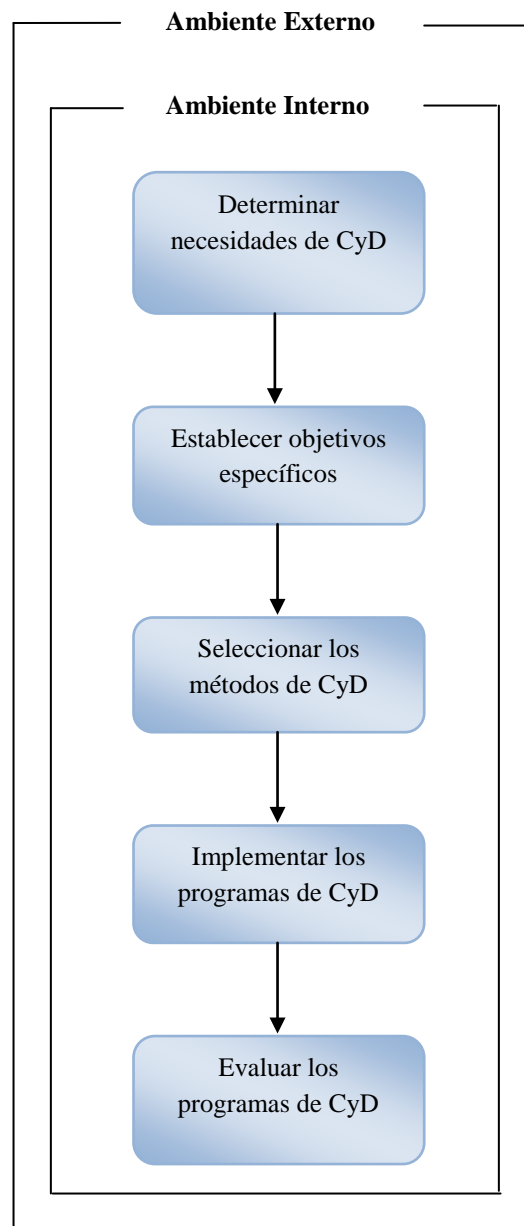 Ambiente Externo
Ambiente Interno
Determinar
necesidades de CyD
Establecer objetivos
específicos
Seleccionar los
métodos de CyD
Implementar los
programas de CyD
Evaluar los
programas de CyD